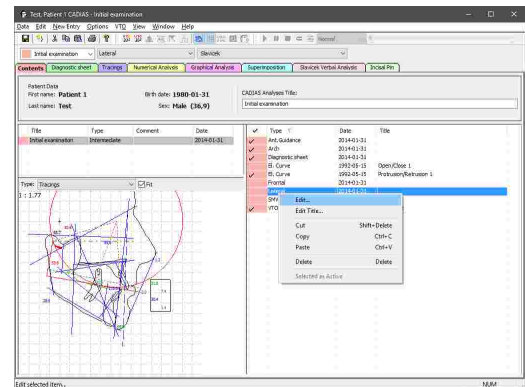 Test, Patient 1 CADIAS - Initial examination
Data Edit New Entry Options VTO View Window Help
Normal
Initial examination Lateral Slavicek
Contents Diagnostic sheet Tracings Numerical Analysis Graphical Analysis Superimposition Slavicek Verbal Analysis Incisal Pin
Patient Data
First name: Patient 1 Birth date: 1980-01-31
Last name: Test Sex: Male (36,9)
CADIAS Analyses Title:
Initial examination
Title Type Comment Date
Initial examination Intermediate 2014-01-31
Type: Tracings Fit
1 : 1.77
Type Date Title
Ant. Guidance 2014-01-31
Arch 2014-01-31
Diagnostic sheet 2014-01-31
El. Curve 1992-05-15 Open/Close 1
El. Curve 1992-05-15 Protrusion/Retrusion 1
Frontal 2014-01-31
Lateral 2014-01-31
SMV
VTO
Edit...
Edit Title...
Cut Shift+Delete
Copy Ctrl+C
Paste Ctrl+V
Delete Delete
Selected as Active
Edit selected item...
NUM